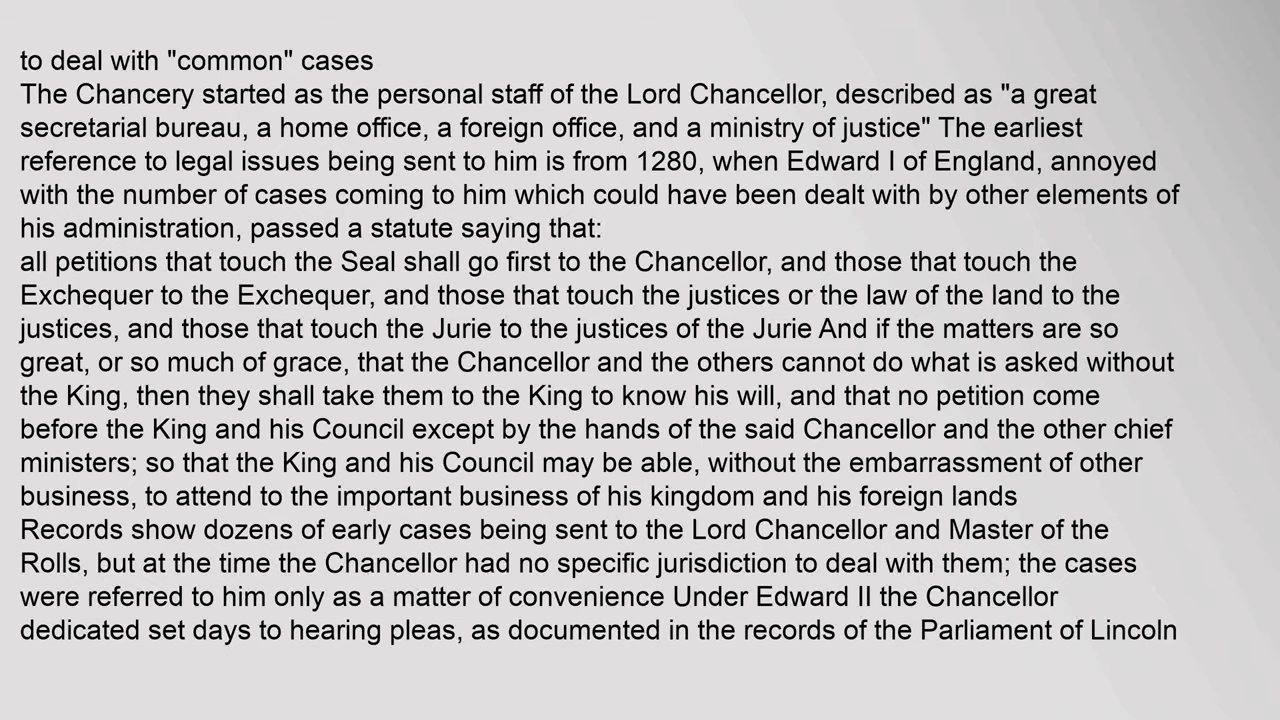 to deal with "common" cases
The Chancery started as the personal staff of the Lord Chancellor, described as "a great
secretarial bureau, a home office, a foreign office, and a ministry of justice" The earliest
reference to legal issues being sent to him is from 1280, when Edward I of England, annoyed
with the number of cases coming to him which could have been dealt with by other elements of
his administration, passed a statute saying that:
all petitions that touch the Seal shall go first to the Chancellor, and those that touch the
Exchequer to the Exchequer, and those that touch the justices or the law of the land to the
justices, and those that touch the Jurie to the justices of the Jurie And if the matters are so
great, or so much of grace, that the Chancellor and the others cannot do what is asked without
the King, then they shall take them to the King to know his will, and that no petition come
before the King and his Council except by the hands of the said Chancellor and the other chief
ministers; so that the King and his Council may be able, without the embarrassment of other
business, to attend to the important business of his kingdom and his foreign lands
Records show dozens of early cases being sent to the Lord Chancellor and Master of the
Rolls, but at the time the Chancellor had no specific jurisdiction to deal with them; the cases
were referred to him only as a matter of convenience Under Edward II the Chancellor
dedicated set days to hearing pleas, as documented in the records of the Parliament of Lincoln